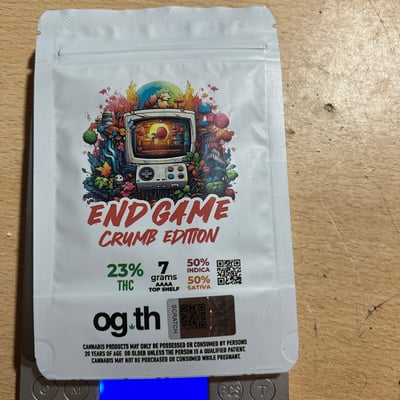 END GAME
CRUMB EDITION
23%
THC
7
grams
AAAA
TOP SHELF
50%
INDICA
50%
SATIVA
og.th
SCRATCH
CANNABIS PRODUCTS MAY ONLY BE POSSESSED OR CONSUMED BY PERSONS
20 YEARS OF AGE OR OLDER UNLESS THE PERSON IS A QUALIFIED PATIENT.
CANNABIS MAY NOT BE PURCHASED OR CONSUMED WHILE PREGNANT.
PCS
T